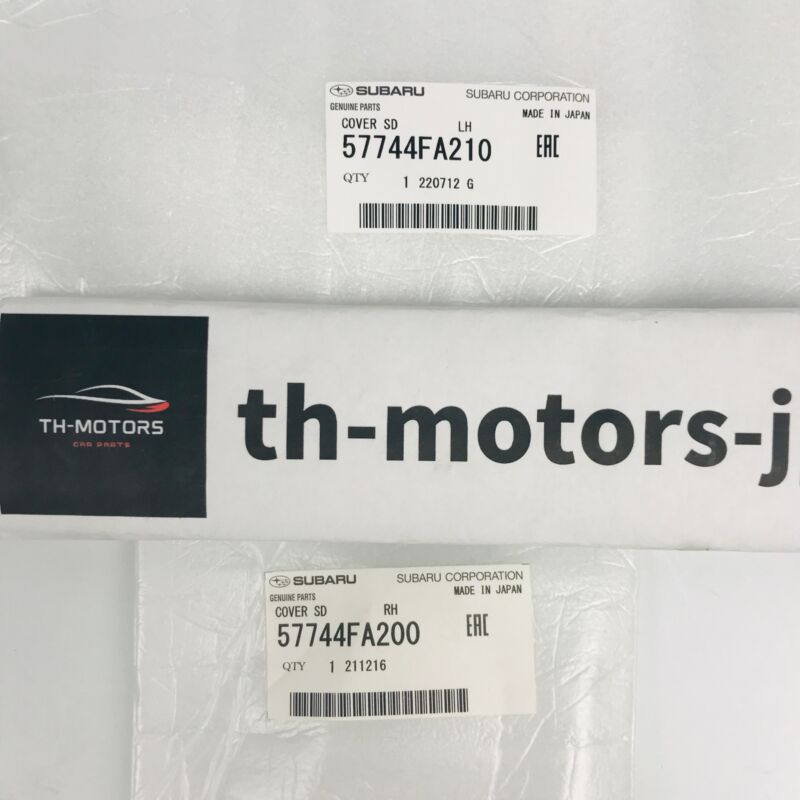 SUBARU SUBARU CORPORATION
GENUINE PARTS MADE IN JAPAN
COVER SD LH
57744FA210 EAC
QTY 1 220712 G
TH-MOTORS
CAR PARTS
th-motors-j
SUBARU SUBARU CORPORATION
GENUINE PARTS MADE IN JAPAN
COVER SD RH
57744FA200 EAC
QTY 1 211216